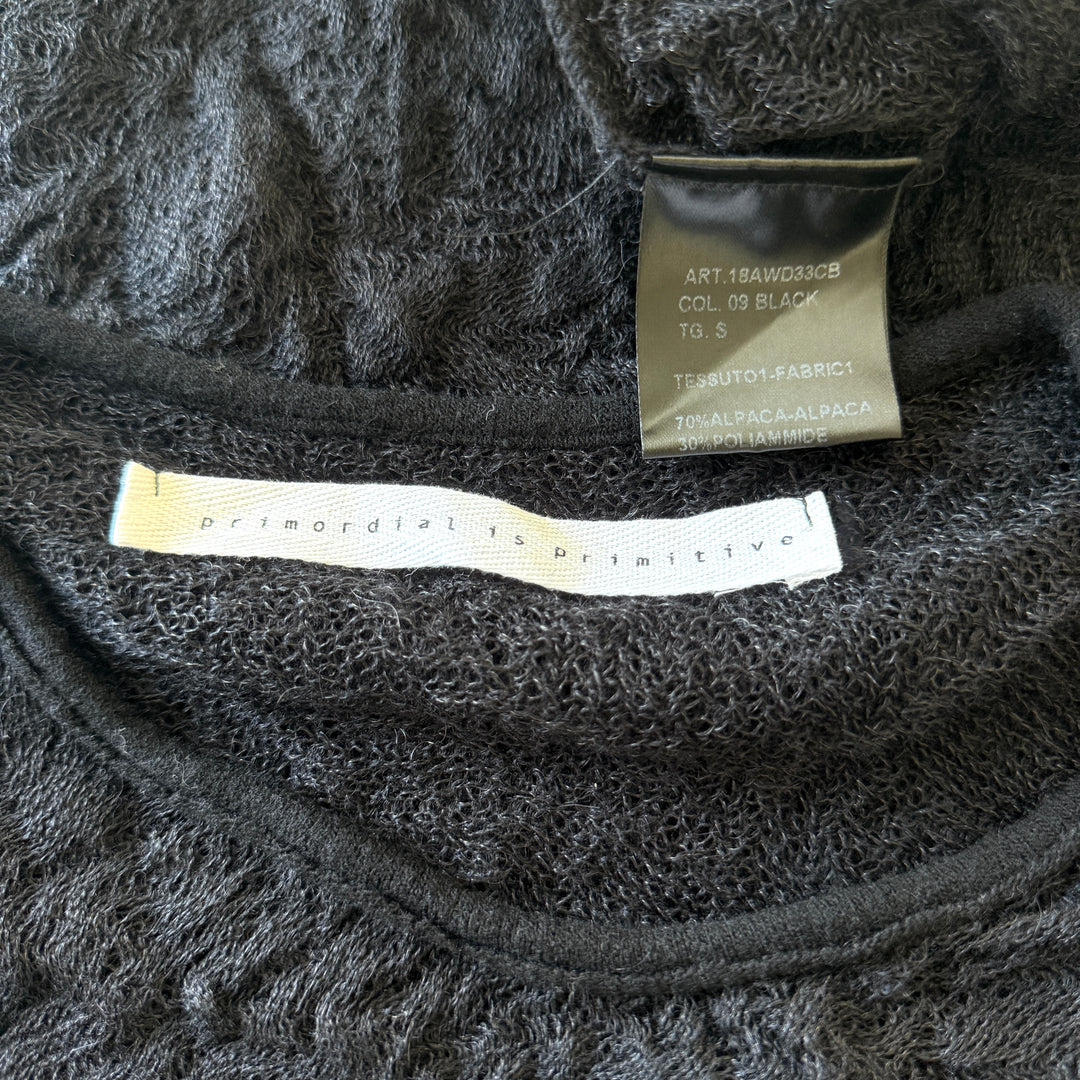 ART.18AWD33CB
COL. 09 BLACK
TG. S
TESSUTO1-FABRIC1
70%ALPACA-ALPACA
30%POLIAMMIDE
primordial is primitive